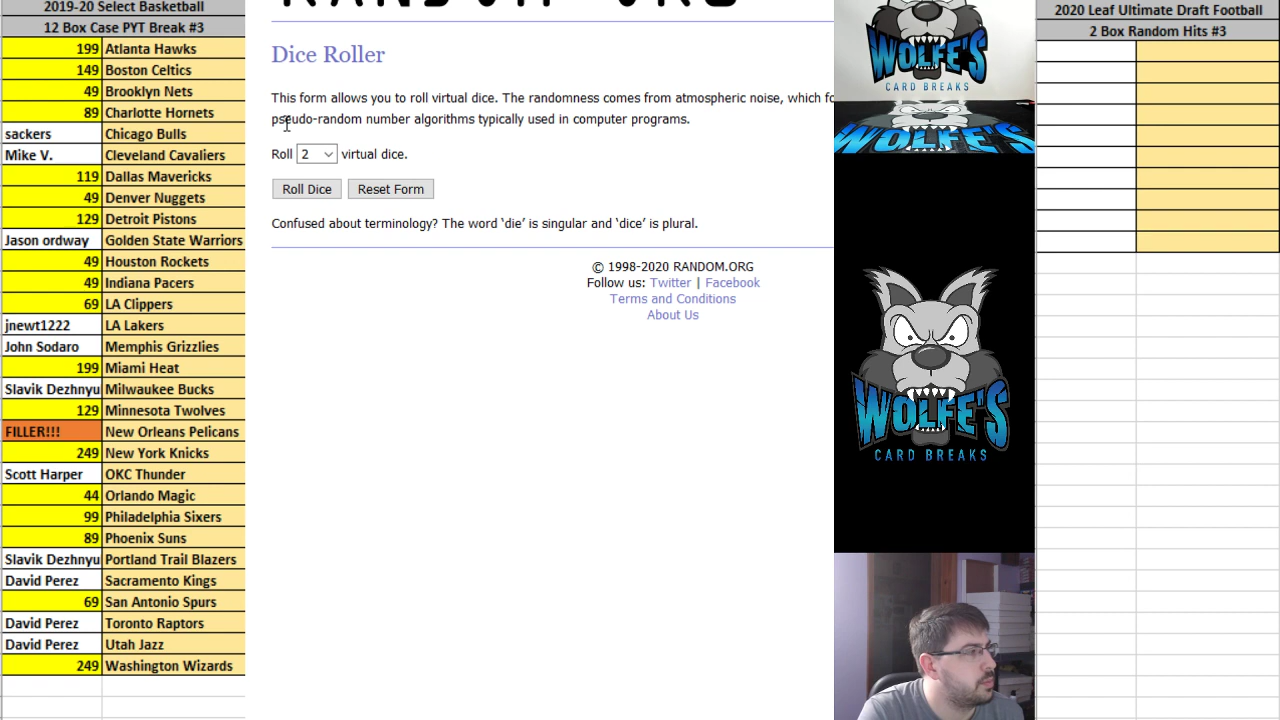 2019-20 Select Basketball
12 Box Case PYT Break #3
199 Atlanta Hawks
149 Boston Celtics
49 Brooklyn Nets
89 Charlotte Hornets
sackers Chicago Bulls
Mike V. Cleveland Cavaliers
119 Dallas Mavericks
49 Denver Nuggets
129 Detroit Pistons
Jason ordway Golden State Warriors
49 Houston Rockets
49 Indiana Pacers
69 LA Clippers
jnewt1222 LA Lakers
John Sodaro Memphis Grizzlies
199 Miami Heat
Slavik Dezhnyu Milwaukee Bucks
129 Minnesota Twolves
FILLER!!! New Orleans Pelicans
249 New York Knicks
Scott Harper OKC Thunder
44 Orlando Magic
99 Philadelphia Sixers
89 Phoenix Suns
Slavik Dezhnyu Portland Trail Blazers
David Perez Sacramento Kings
69 San Antonio Spurs
David Perez Toronto Raptors
David Perez Utah Jazz
249 Washington Wizards
RANDOM.ORG
Dice Roller
This form allows you to roll virtual dice. The randomness comes from atmospheric noise, which fo
pseudo-random number algorithms typically used in computer programs.
Roll 2 virtual dice.
Roll Dice Reset Form
Confused about terminology? The word ‘die’ is singular and ‘dice’ is plural.
© 1998-2020 RANDOM.ORG
Follow us: Twitter | Facebook
Terms and Conditions
About Us
WOLFE'S
CARD BREAKS
WOLFE'S
WOLFE'S
CARD BREAKS
2020 Leaf Ultimate Draft Football
2 Box Random Hits #3